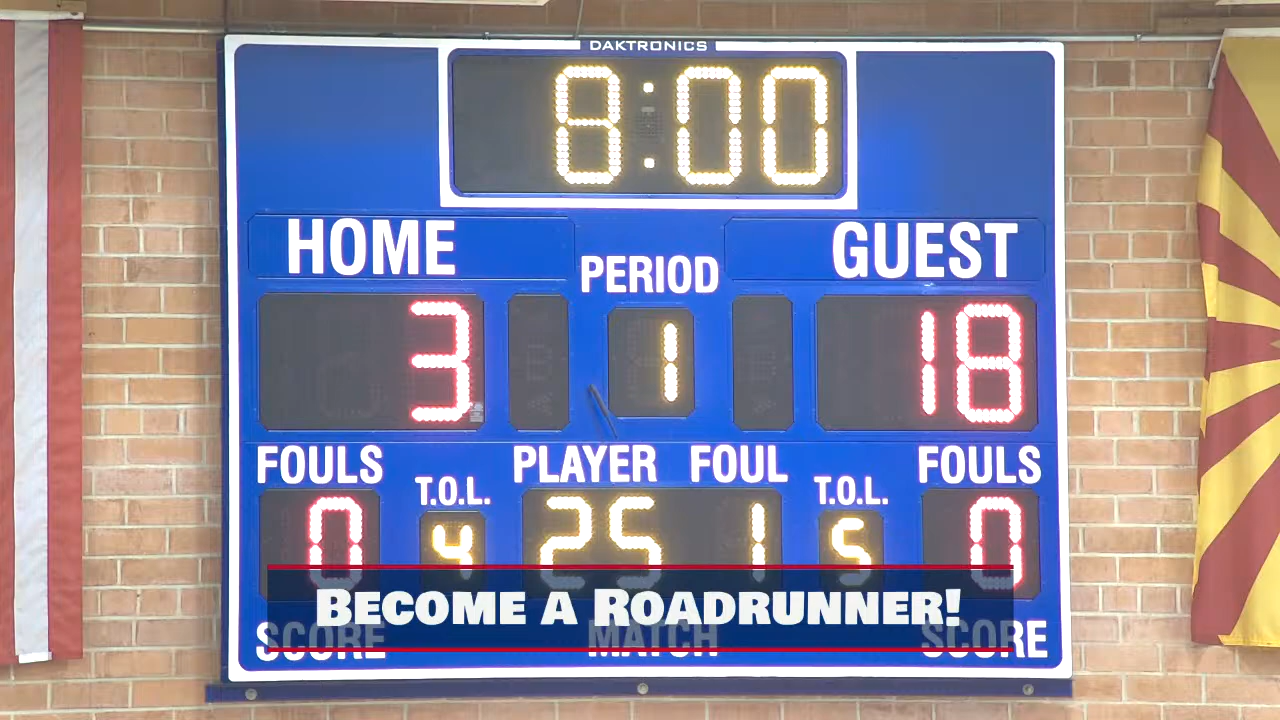 DAKTRONICS
8:00
HOME
GUEST
PERIOD
3
1
18
FOULS
T.O.L.
PLAYER FOUL
T.O.L.
FOULS
0
4
25
1
5
0
BECOME A ROADRUNNER!
SCORE
MATCH
SCORE